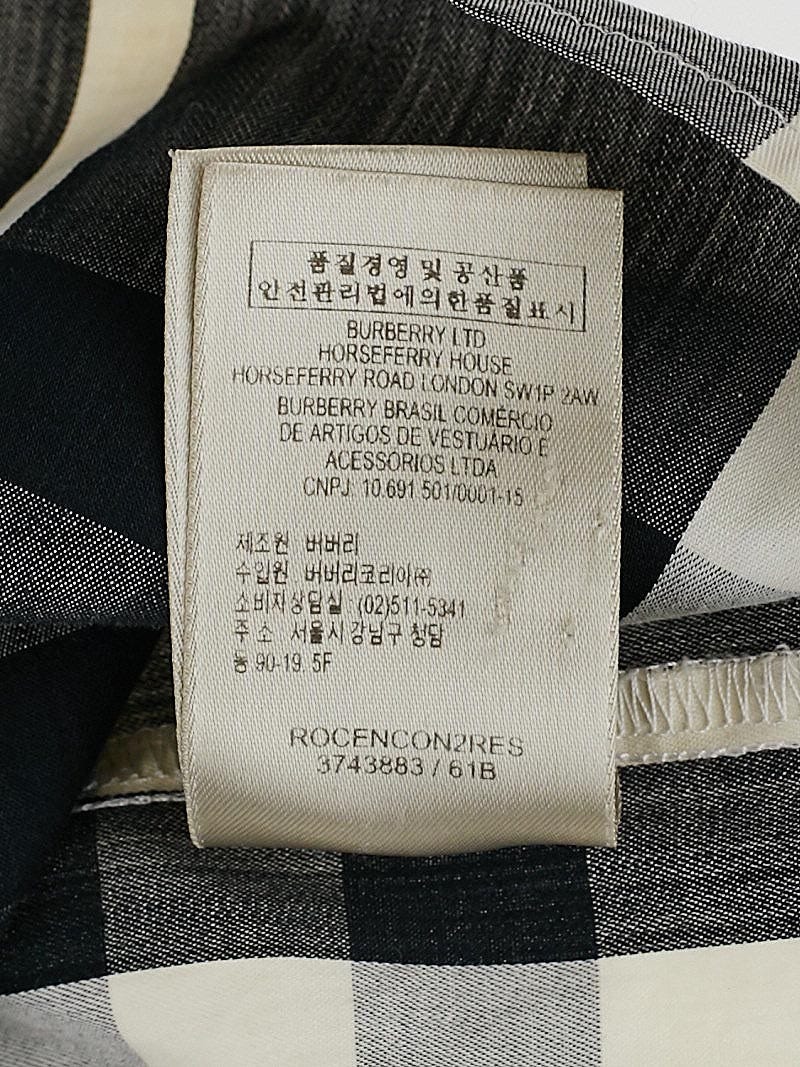 품질경영 및 공산품
안전관리법에의한품질표시
BURBERRY LTD
HORSEFERRY HOUSE
HORSEFERRY ROAD LONDON SW1P 2AW
BURBERRY BRASIL COMÉRCIO
DE ARTIGOS DE VESTUÁRIO E
ACESSORIOS LTDA
CNPJ: 10.691.501/0001-15
제조원 버버리
수입원 버버리코리아㈜
소비자상담실 (02)511-5341
주 소 서울시 강남구 청담
동 90-19. 5F
ROCENCON2RES
3743883 / 61B